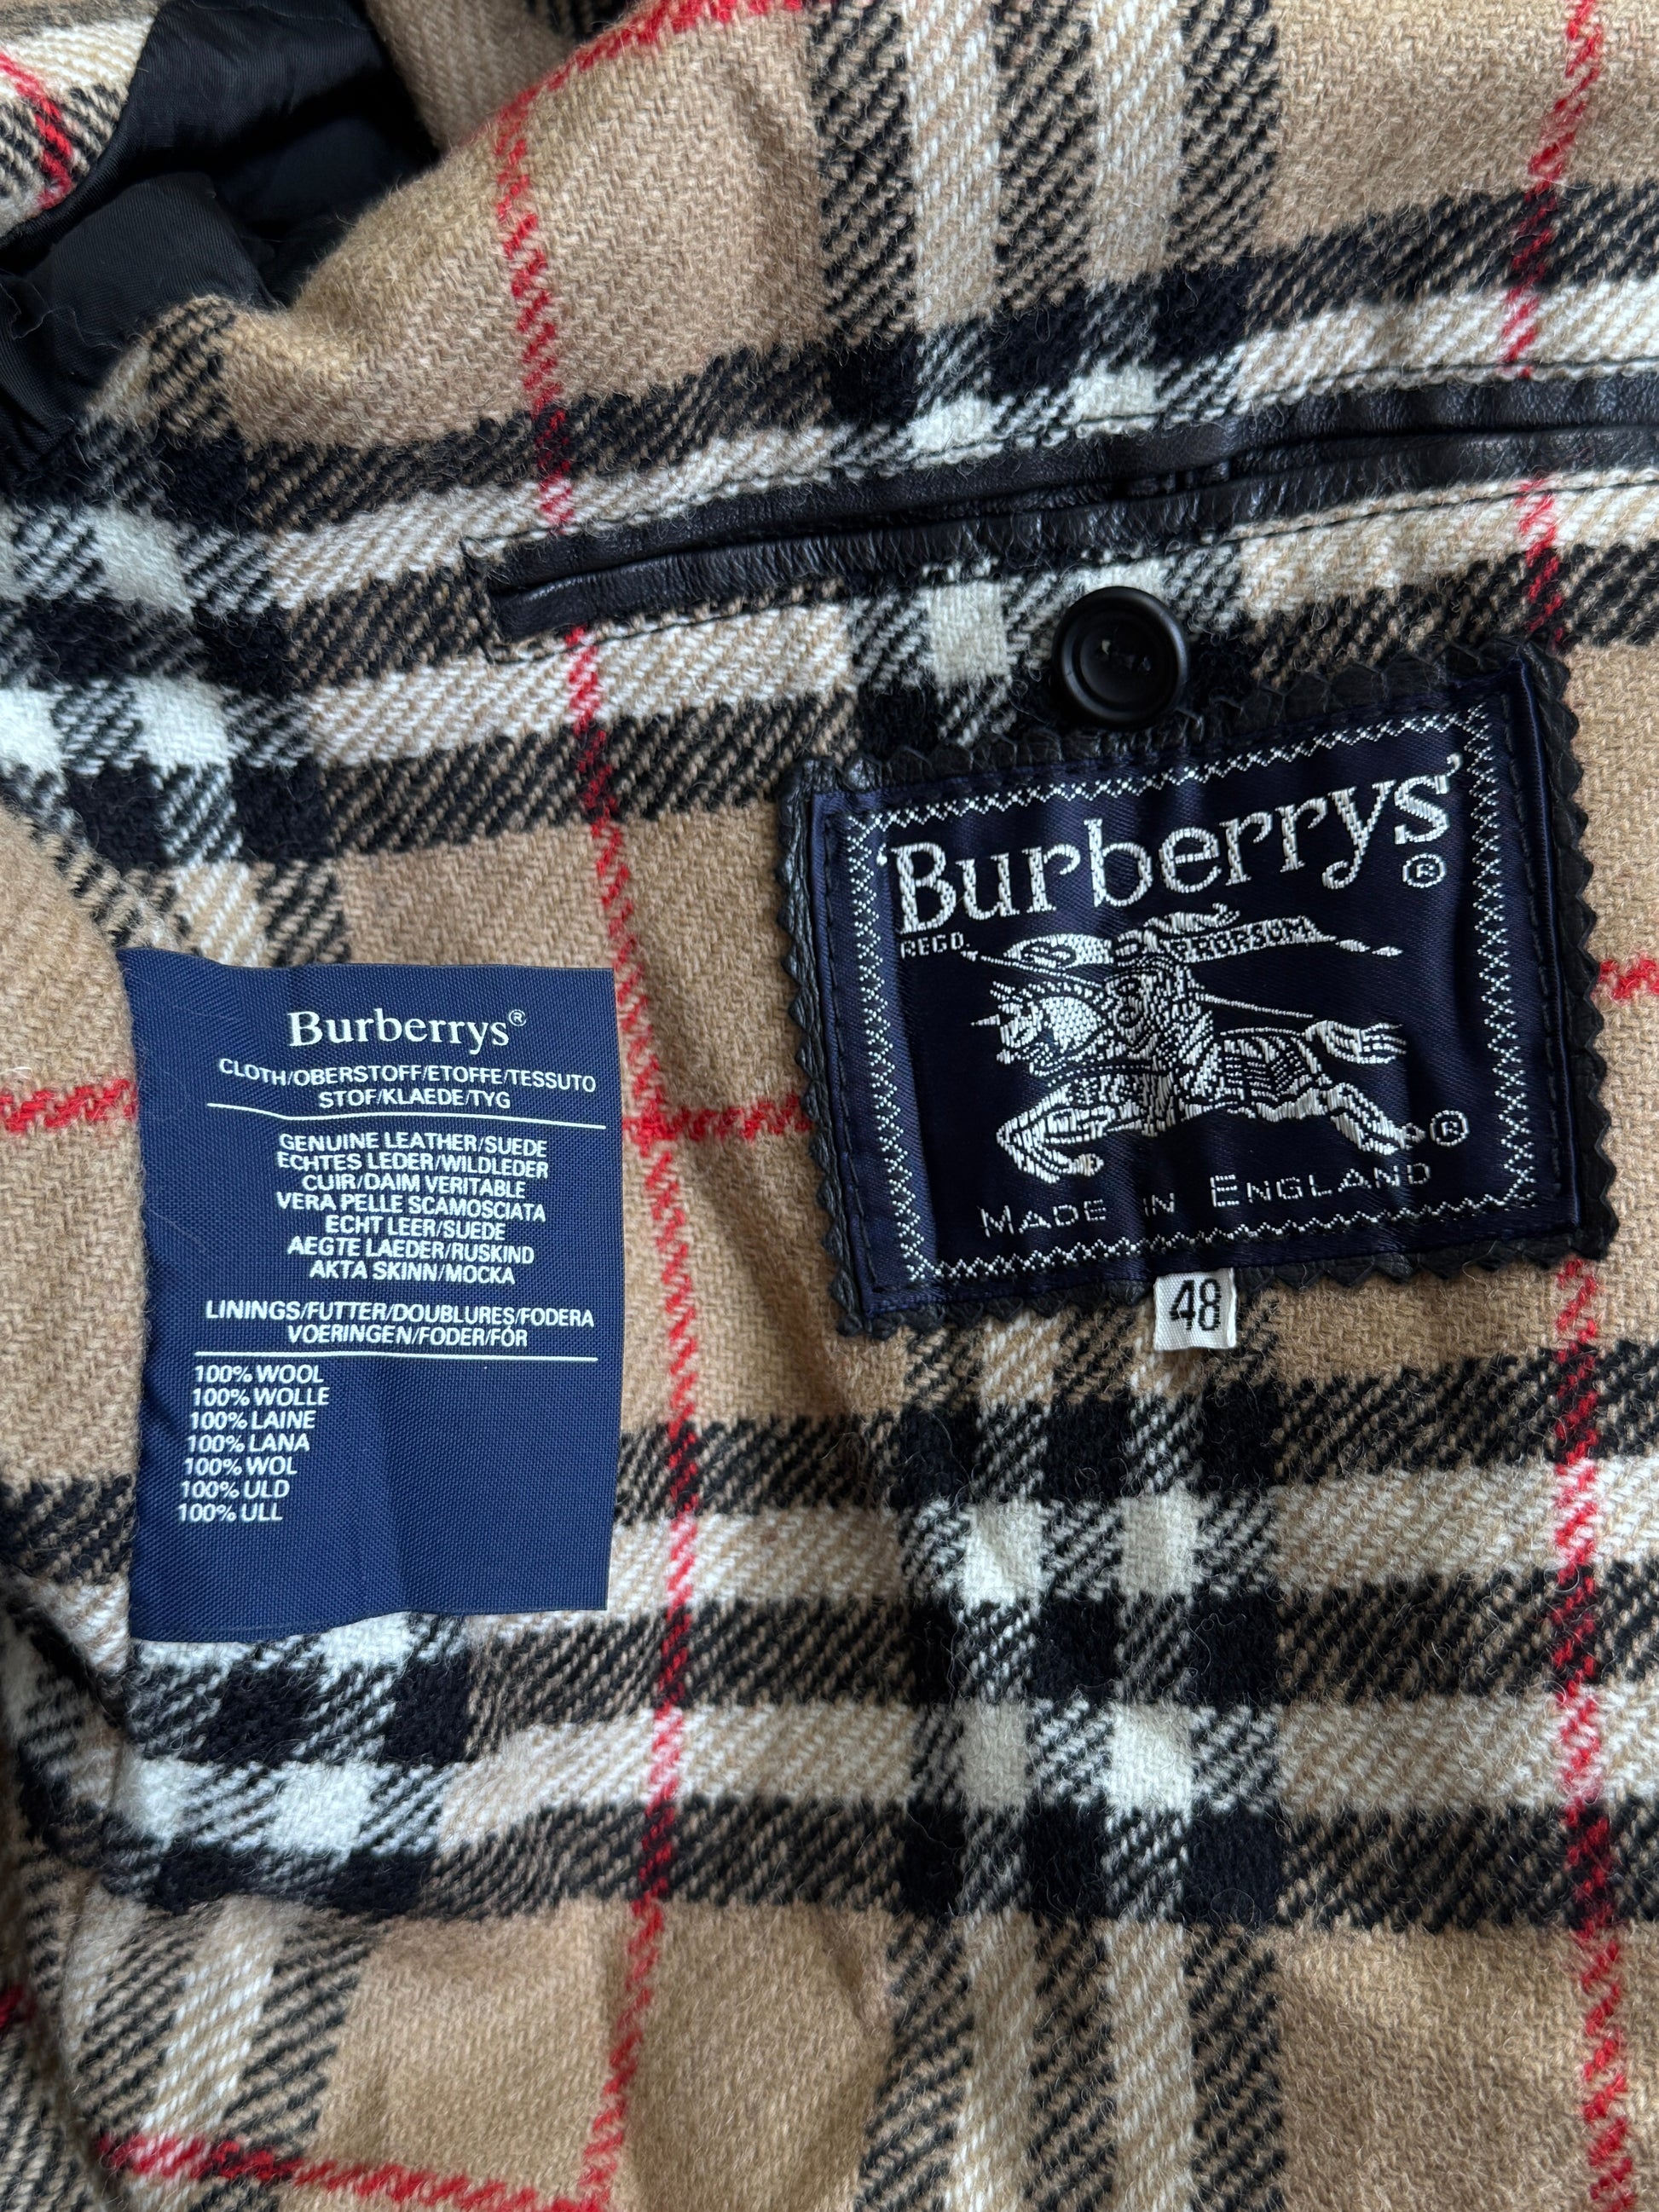 Burberrys®
CLOTH/OBERSTOFF/ETOFFE/TESSUTO
STOF/KLAEDE/TYG
GENUINE LEATHER/SUEDE
ECHTES LEDER/WILDLEDER
CUIR/DAIM VERITABLE
VERA PELLE SCAMOSCIATA
ECHT LEER/SUEDE
AEGTE LAEDER/RUSKIND
AKTA SKINN/MOCKA
LININGS/FUTTER/DOUBLURES/FODERA
VOERINGEN/FODER/FÓR
100% WOOL
100% WOLLE
100% LAINE
100% LANA
100% WOL
100% ULD
100% ULL
‘Burberrys’
®
REGD.
PRORSUM
®
MADE IN ENGLAND
48